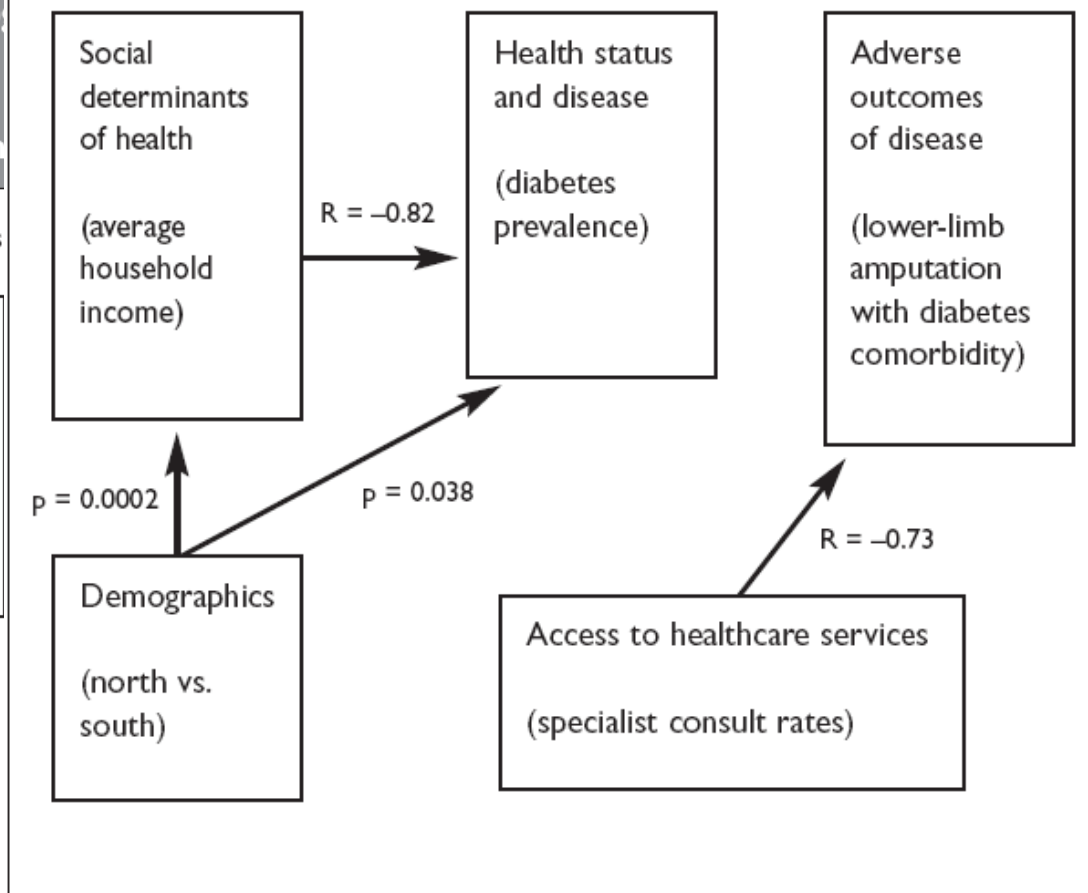 Social
determinants
of health
(average
household
income)
R = –0.82
Health status
and disease
(diabetes
prevalence)
Adverse
outcomes
of disease
(lower-limb
amputation
with diabetes
comorbidity)
p = 0.0002
p = 0.038
R = –0.73
Demographics
(north vs.
south)
Access to healthcare services
(specialist consult rates)